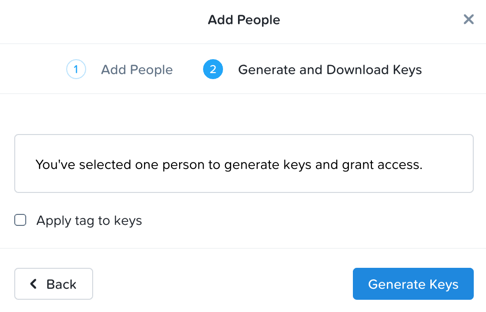 Add People
1 Add People 2 Generate and Download Keys
You've selected one person to generate keys and grant access.
Apply tag to keys
Back Generate Keys